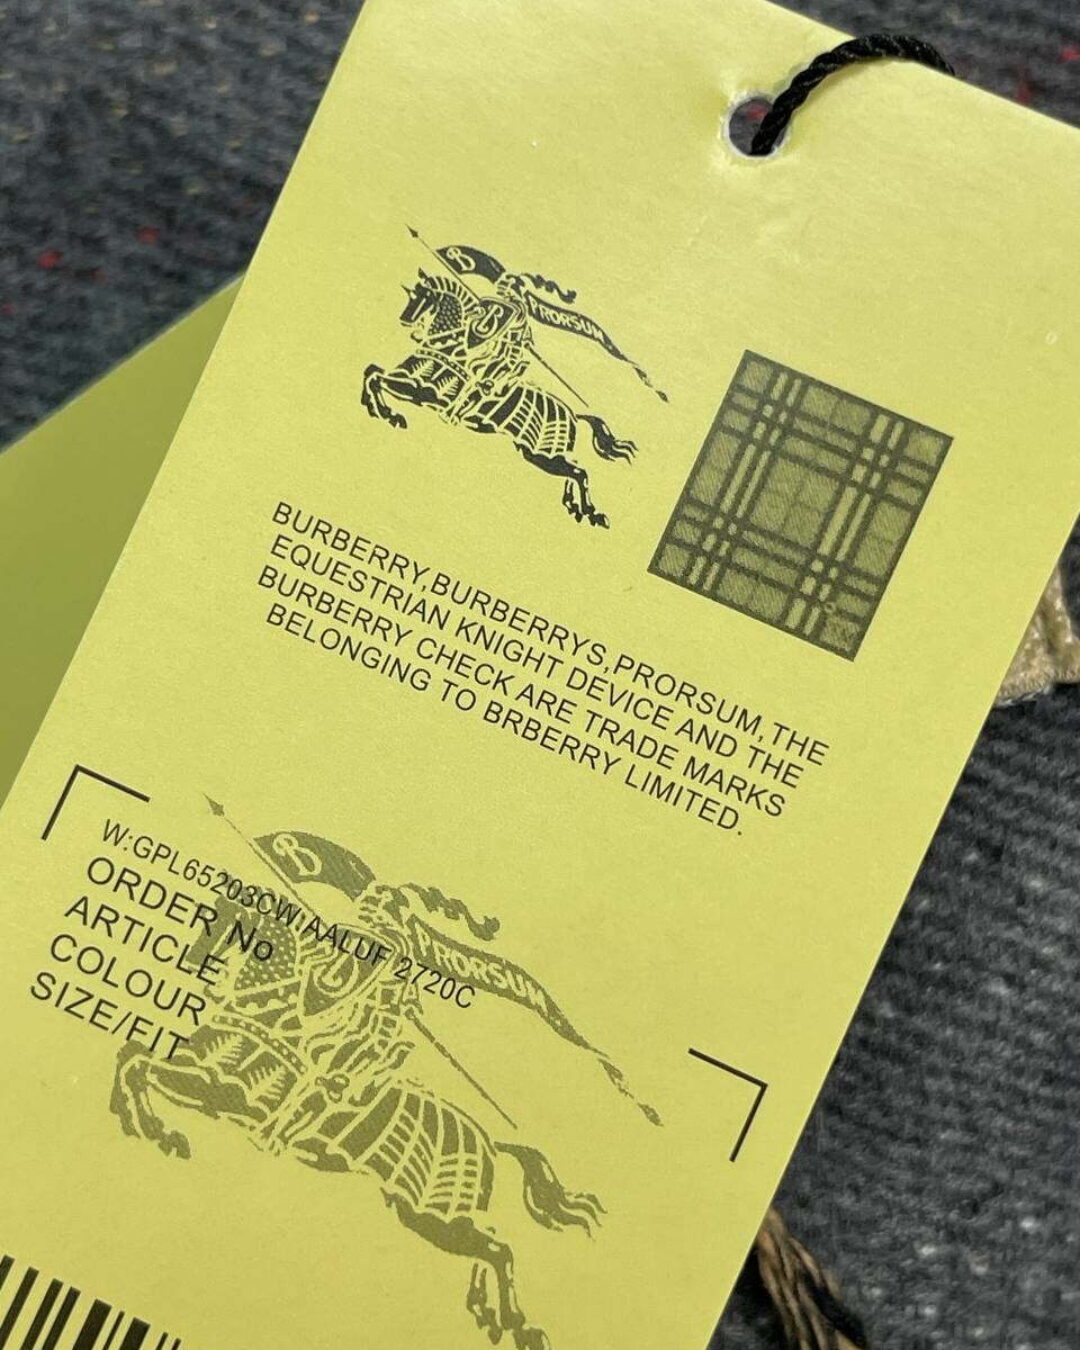 B
PRORSUM
B
BURBERRY,BURBERRYS,PRORSUM,THE
EQUESTRIAN KNIGHT DEVICE AND THE
BURBERRY CHECK ARE TRADE MARKS
BELONGING TO BRBERRY LIMITED.
W:GPL65203CW:AALUF 2720C
B
ORDER No
PRORSUM
ARTICLE
COLOUR
SIZE/FIT